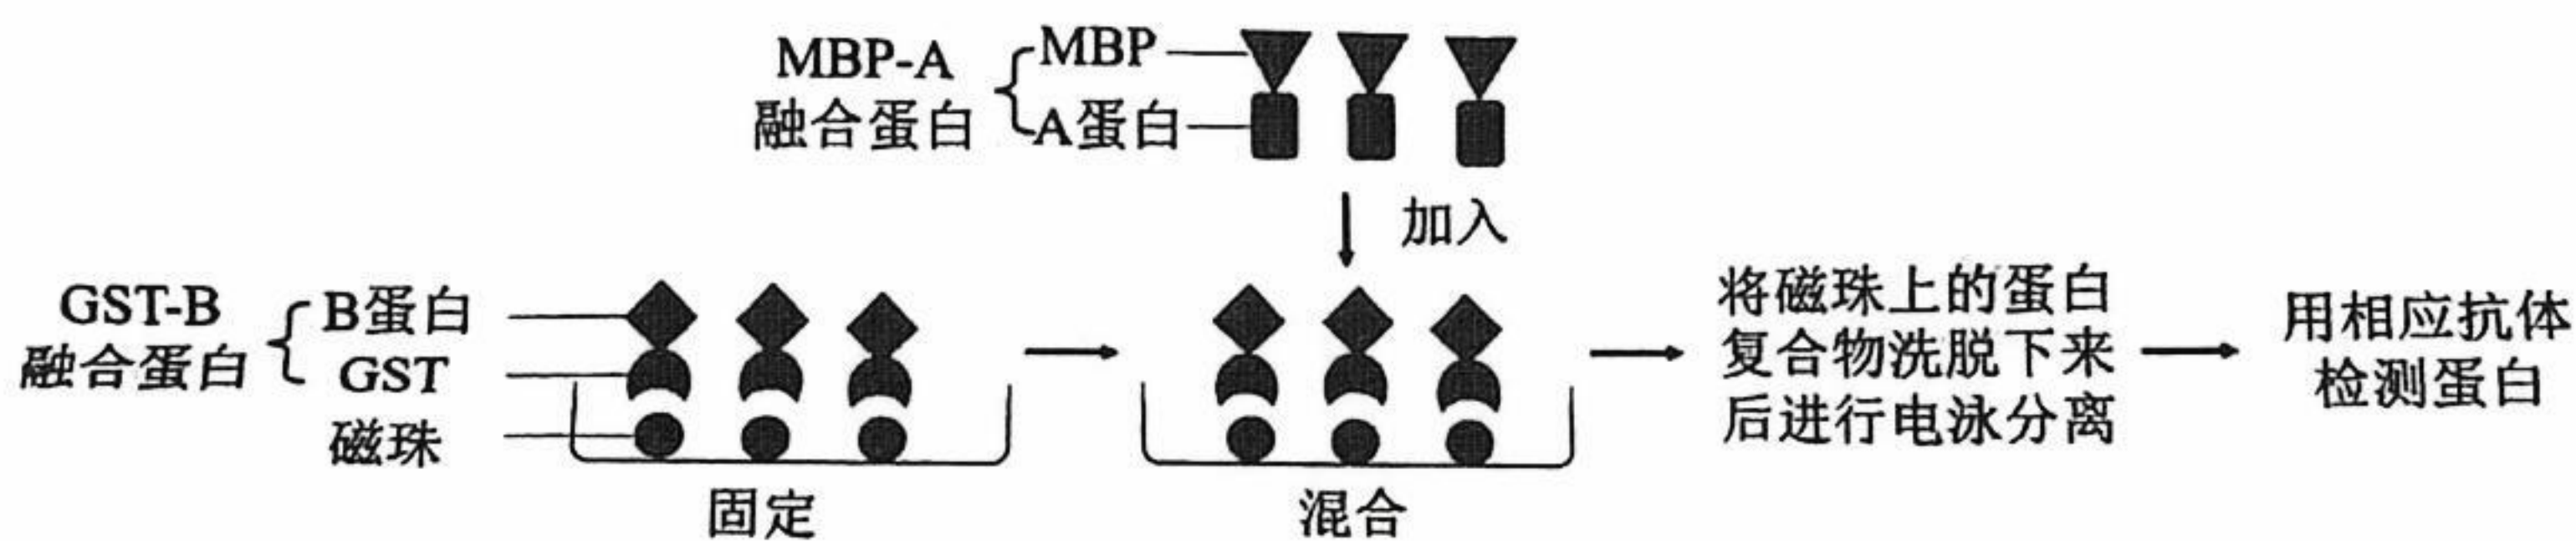 MBP-A
融合蛋白
MBP
A蛋白
加入
GST-B
融合蛋白
B蛋白
GST
磁珠
固定
混合
将磁珠上的蛋白
复合物洗脱下来
后进行电泳分离
用相应抗体
检测蛋白